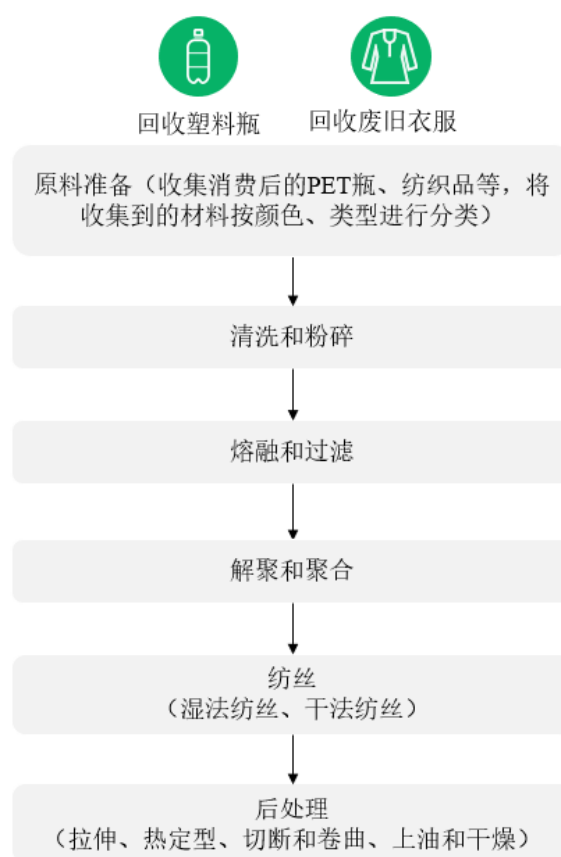 回收塑料瓶
回收废旧衣服
原料准备（收集消费后的PET瓶、纺织品等，将
收集到的材料按颜色、类型进行分类）
清洗和粉碎
熔融和过滤
解聚和聚合
纺丝
（湿法纺丝、干法纺丝）
后处理
（拉伸、热定型、切断和卷曲、上油和干燥）